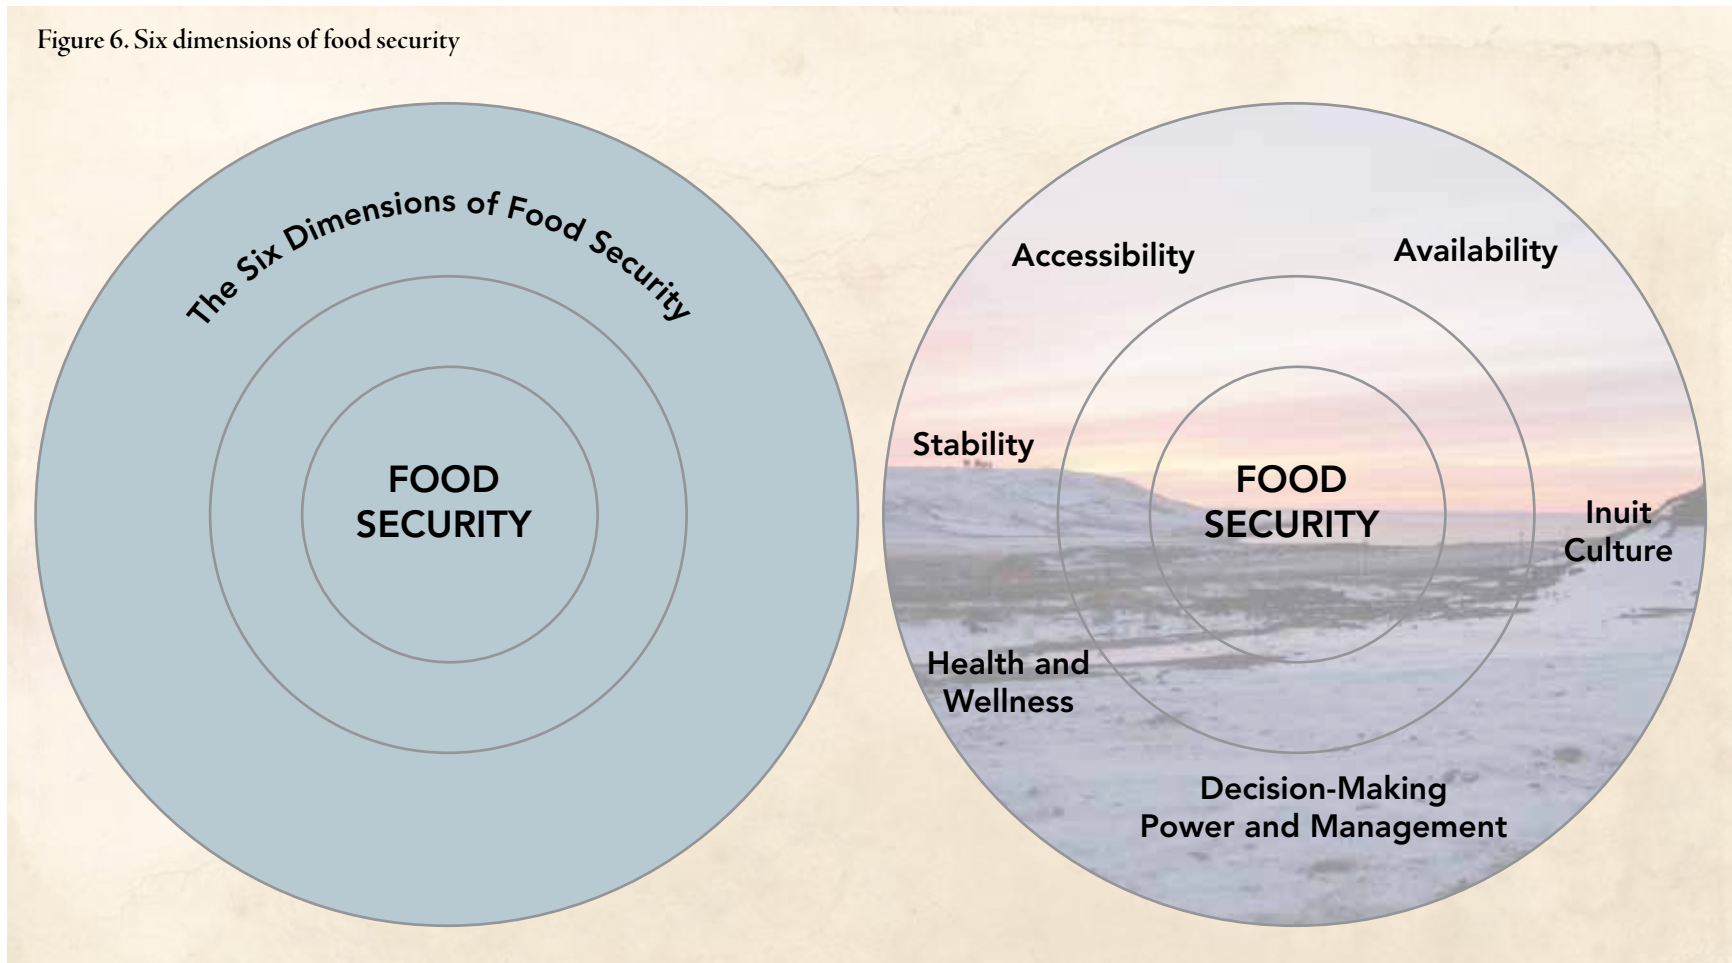 Figure 6. Six dimensions of food security
The Six Dimensions of Food Security
FOOD
SECURITY
Accessibility
Availability
Stability
FOOD
SECURITY
Inuit
Culture
Health and
Wellness
Decision-Making
Power and Management